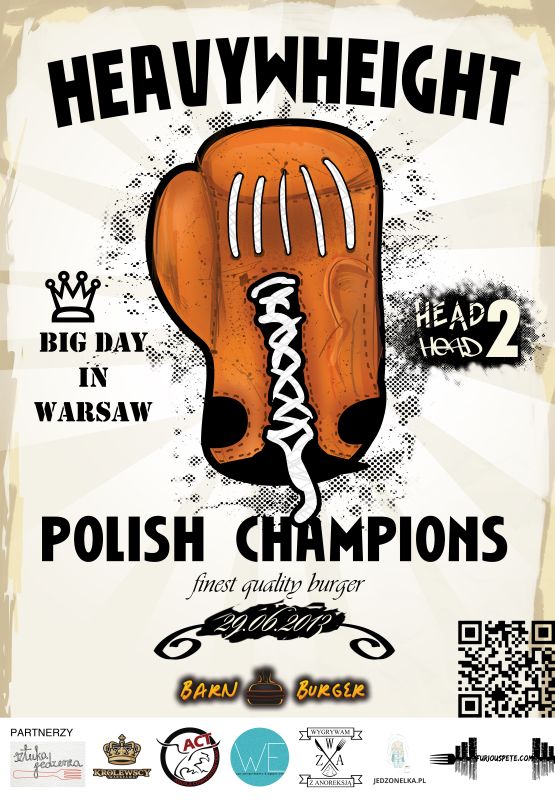 HEAVYWHEIGHT
HEAD 2
HEAD
BIG DAY
IN
WARSAW
POLISH CHAMPIONS
finest quality burger
29.06.2013
BARN BURGER
PARTNERZY
sztuka jedzenia
KRÓLEWSCY
ACT
WE
WYGRYWAM
WZA
Z ANOREKSJĄ
JEDZONELKA.PL
FURIOUSPETE.COM